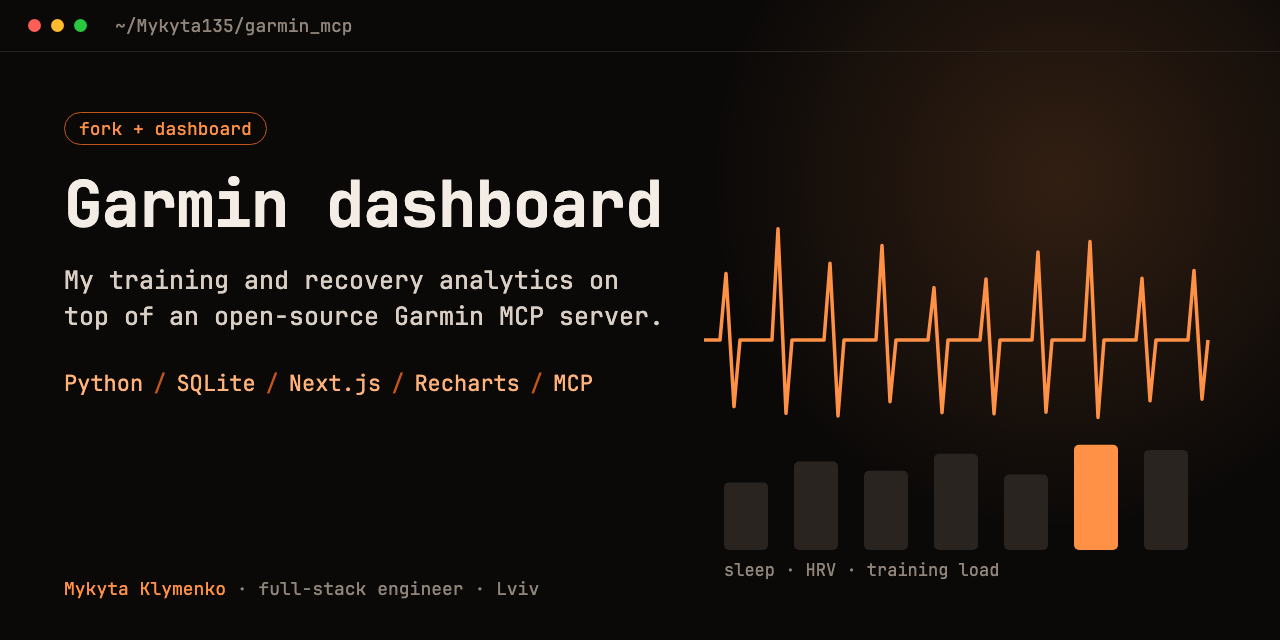 ~/Mykyta135/garmin_mcp
fork + dashboard
Garmin dashboard
My training and recovery analytics on
top of an open-source Garmin MCP server.
Python / SQLite / Next.js / Recharts / MCP
sleep · HRV · training load
Mykyta Klymenko · full-stack engineer · Lviv